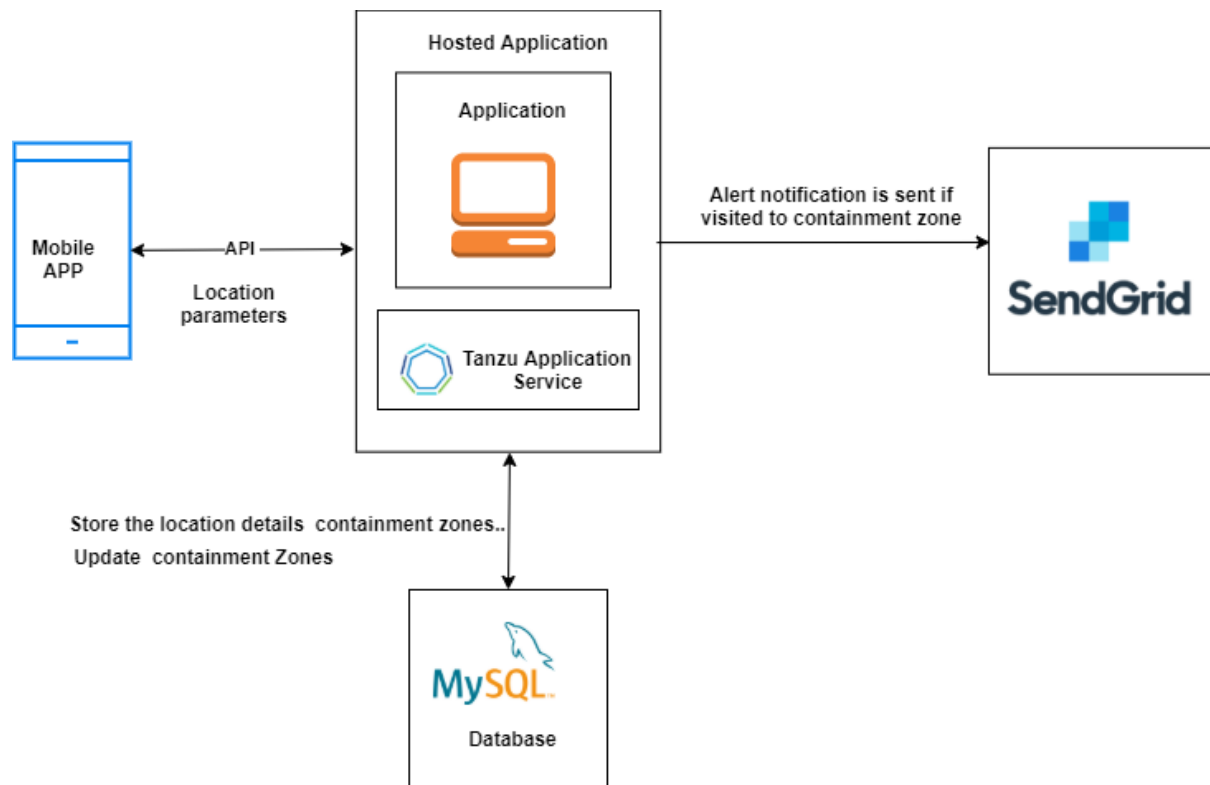 Hosted Application
Application
Mobile
APP
API
Location
parameters
Tanzu Application
Service
Alert notification is sent if
visited to containment zone
SendGrid
Store the location details  containment zones..
Update  containment Zones
MySQL
Database